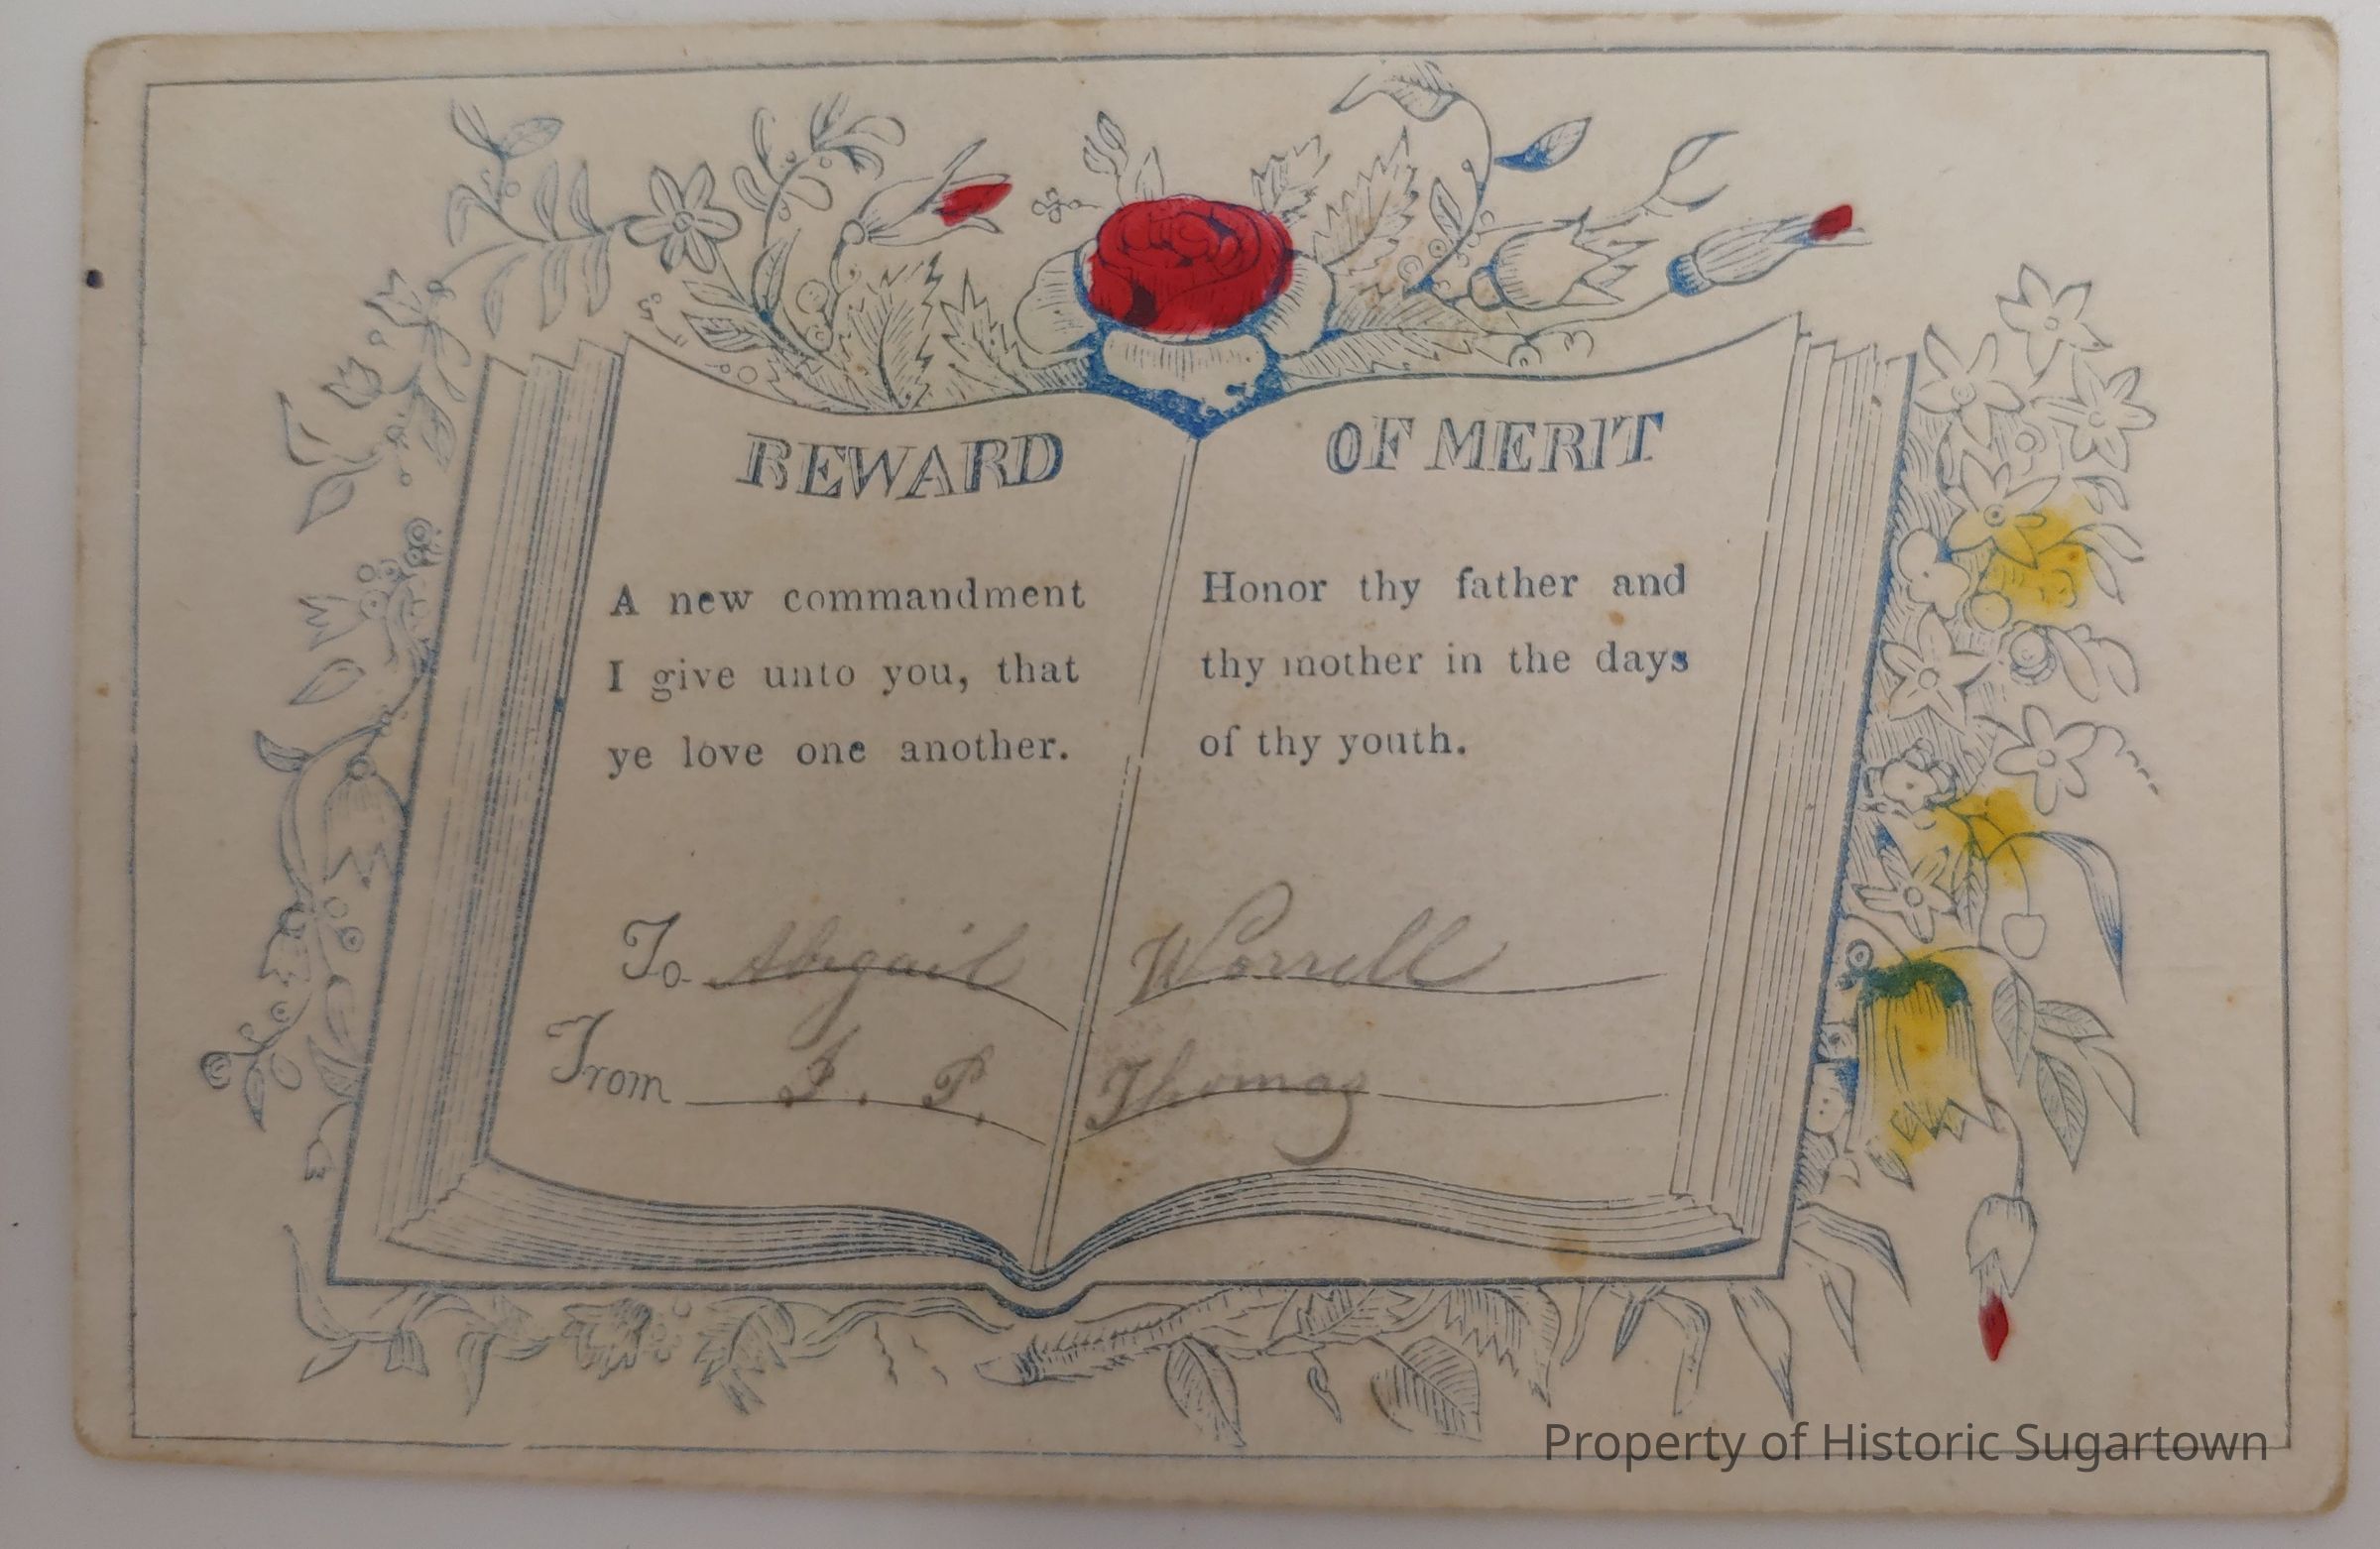 REWARD OF MERIT
A new commandment
I give unto you, that
ye love one another.
Honor thy father and
thy mother in the days
of thy youth.
To Abigail Worrell
From J. P. Thomas
Property of Historic Sugartown